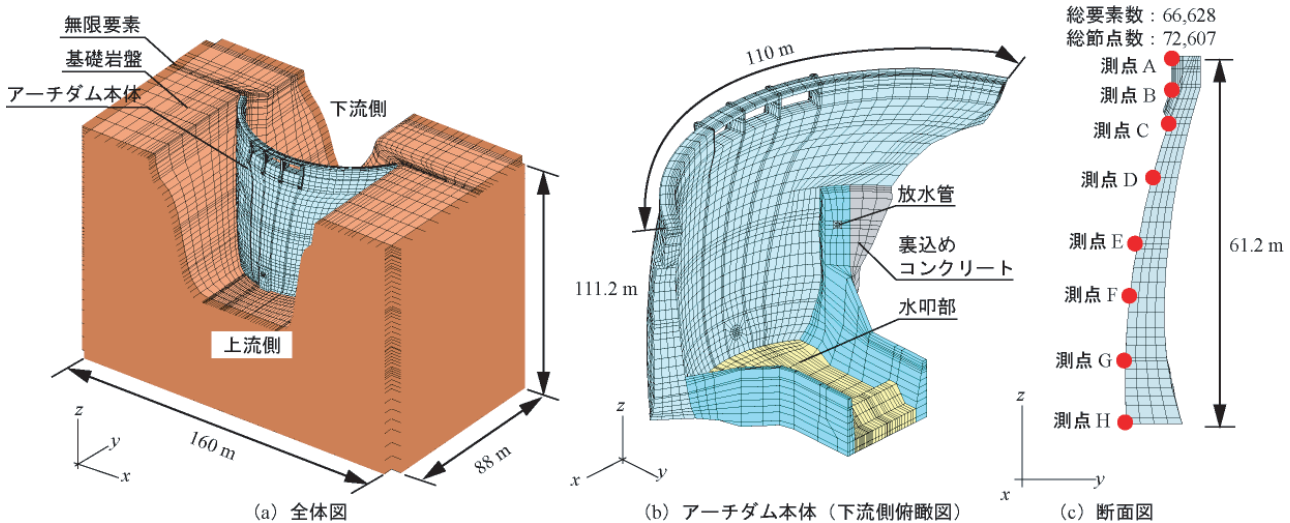 無限要素
基礎岩盤
アーチダム本体
下流側
上流側
111.2 m
160 m
88 m
z
y
x
(a) 全体図
110 m
放水管
裏込め
コンクリート
水叩部
z
x
y
(b) アーチダム本体（下流側俯瞰図）
総要素数：66,628
総節点数：72,607
測点 A
測点 B
測点 C
測点 D
測点 E
測点 F
測点 G
測点 H
61.2 m
z
x
y
(c) 断面図